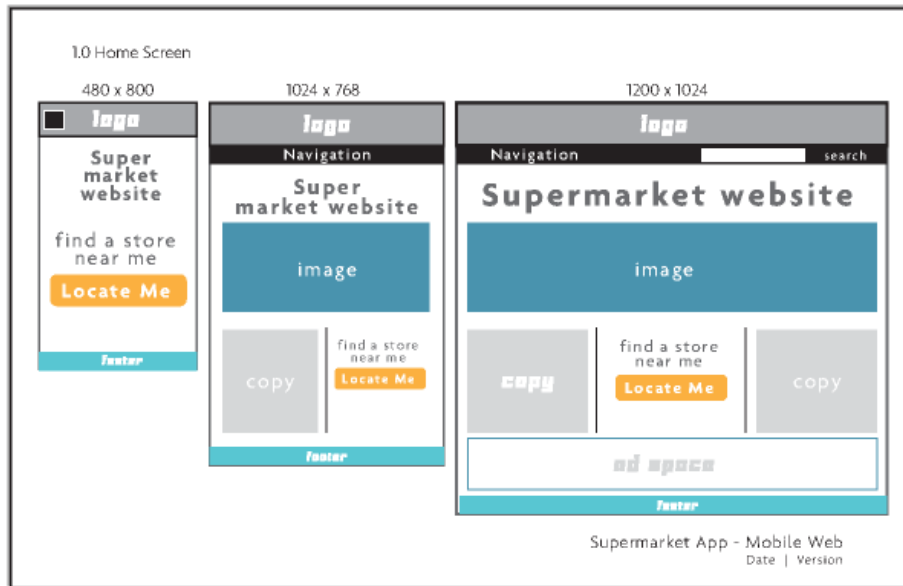 1.0 Home Screen
480 x 800
logo
Super
market
website
find a store
near me
Locate Me
footer
1024 x 768
logo
Navigation
Super
market website
image
copy
find a store
near me
Locate Me
footer
1200 x 1024
logo
Navigation
search
Supermarket website
image
copy
find a store
near me
Locate Me
copy
ad space
footer
Supermarket App - Mobile Web
Date | Version